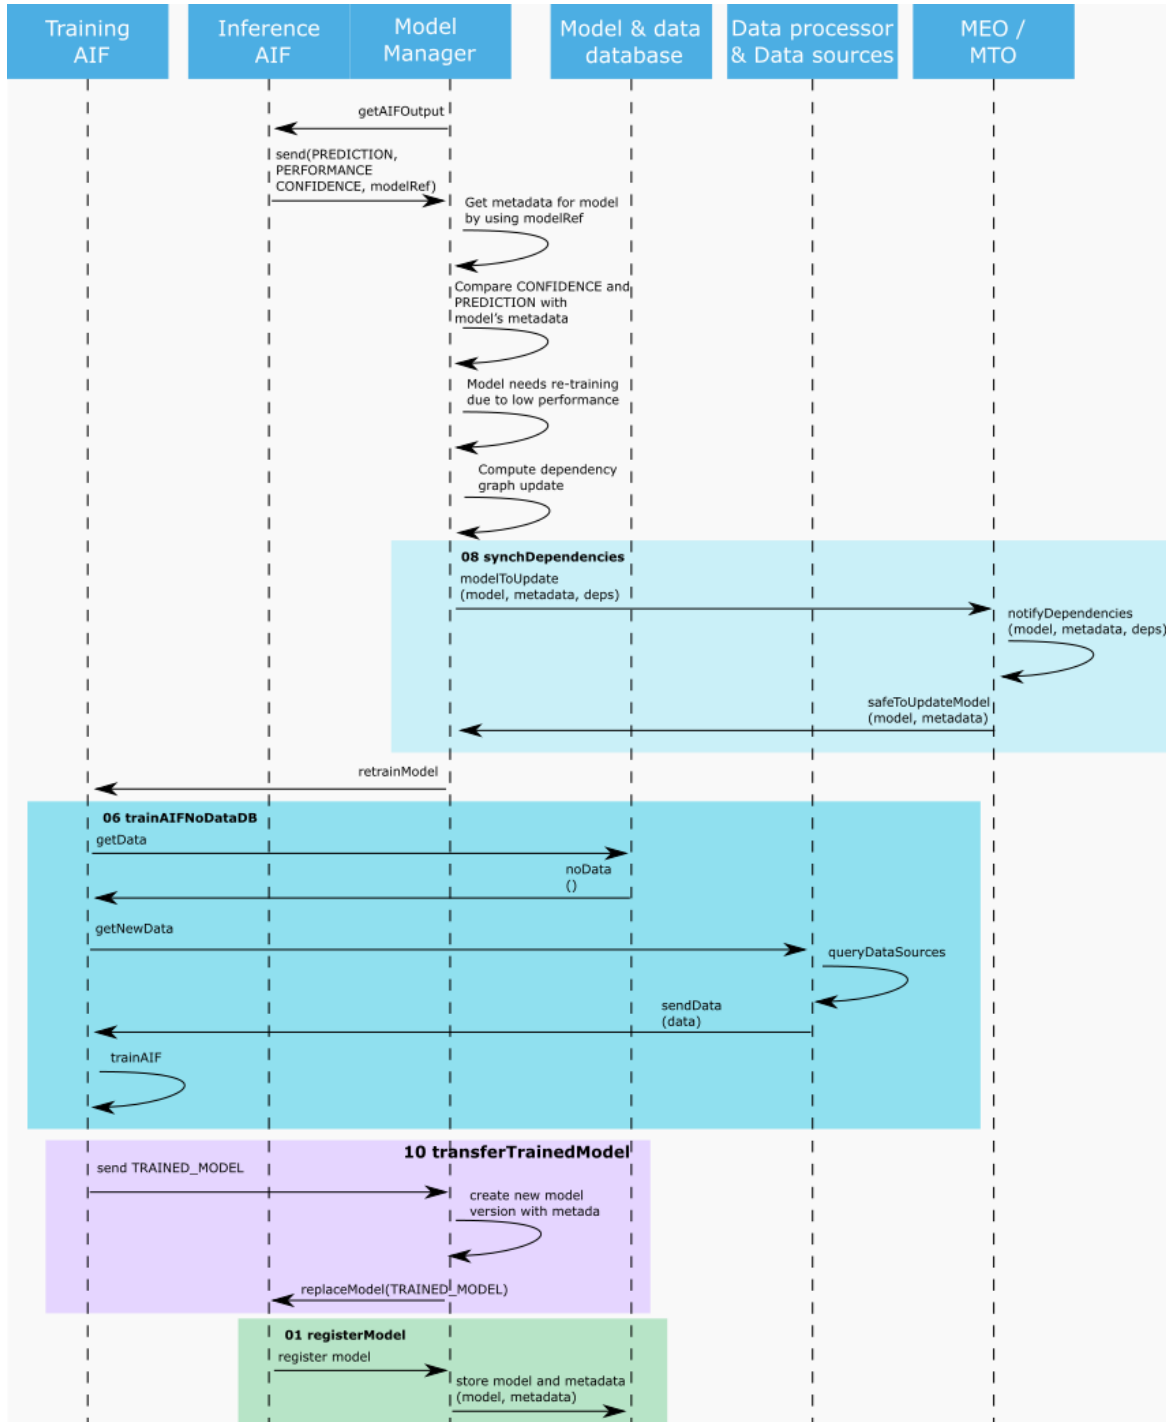 Training
AIF
Inference
AIF
Model
Manager
Model & data
database
Data processor
& Data sources
MEO /
MTO
getAIFOutput
send(PREDICTION,
PERFORMANCE
CONFIDENCE, modelRef)
Get metadata for model
by using modelRef
Compare CONFIDENCE and
PREDICTION with
model's metadata
Model needs re-training
due to low performance
Compute dependency
graph update
08 synchDependencies
modelToUpdate
(model, metadata, deps)
notifyDependencies
(model, metadata, deps)
safeToUpdateModel
(model, metadata)
retrainModel
06 trainAIFNoDataDB
getData
noData
()
getNewData
queryDataSources
sendData
(data)
trainAIF
10 transferTrainedModel
send TRAINED_MODEL
create new model
version with metada
replaceModel(TRAINED_MODEL)
01 registerModel
register model
store model and metadata
(model, metadata)